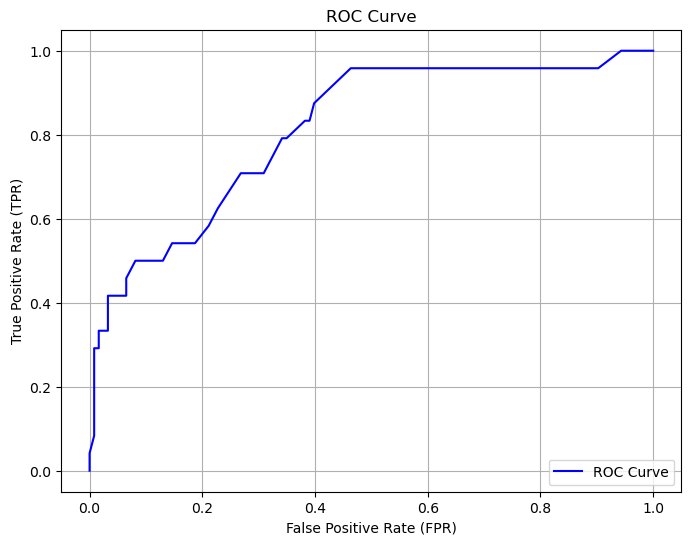 ROC Curve
1.0
0.8
0.6
0.4
0.2
0.0
True Positive Rate (TPR)
ROC Curve
0.0 0.2 0.4 0.6 0.8 1.0
False Positive Rate (FPR)